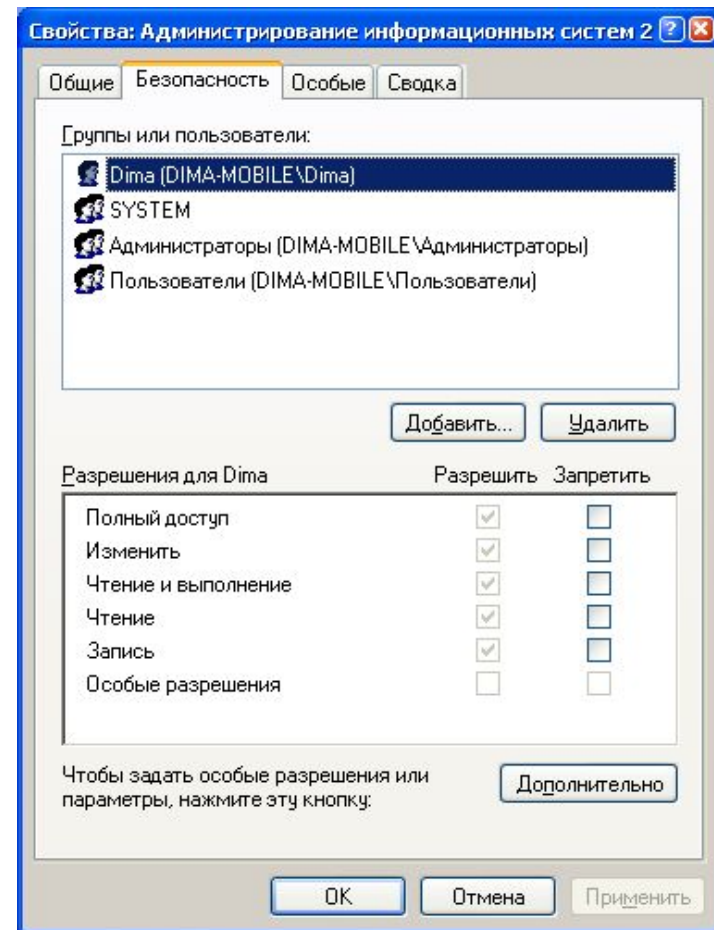 Свойства: Администрирование информационных систем 2
Общие Безопасность Особые Сводка
Группы или пользователи:
Dima (DIMA-MOBILE\Dima)
SYSTEM
Администраторы (DIMA-MOBILE\Администраторы)
Пользователи (DIMA-MOBILE\Пользователи)
Добавить... Удалить
Разрешения для Dima Разрешить Запретить
Полный доступ
Изменить
Чтение и выполнение
Чтение
Запись
Особые разрешения
Чтобы задать особые разрешения или
параметры, нажмите эту кнопку:
Дополнительно
OK Отмена Применить